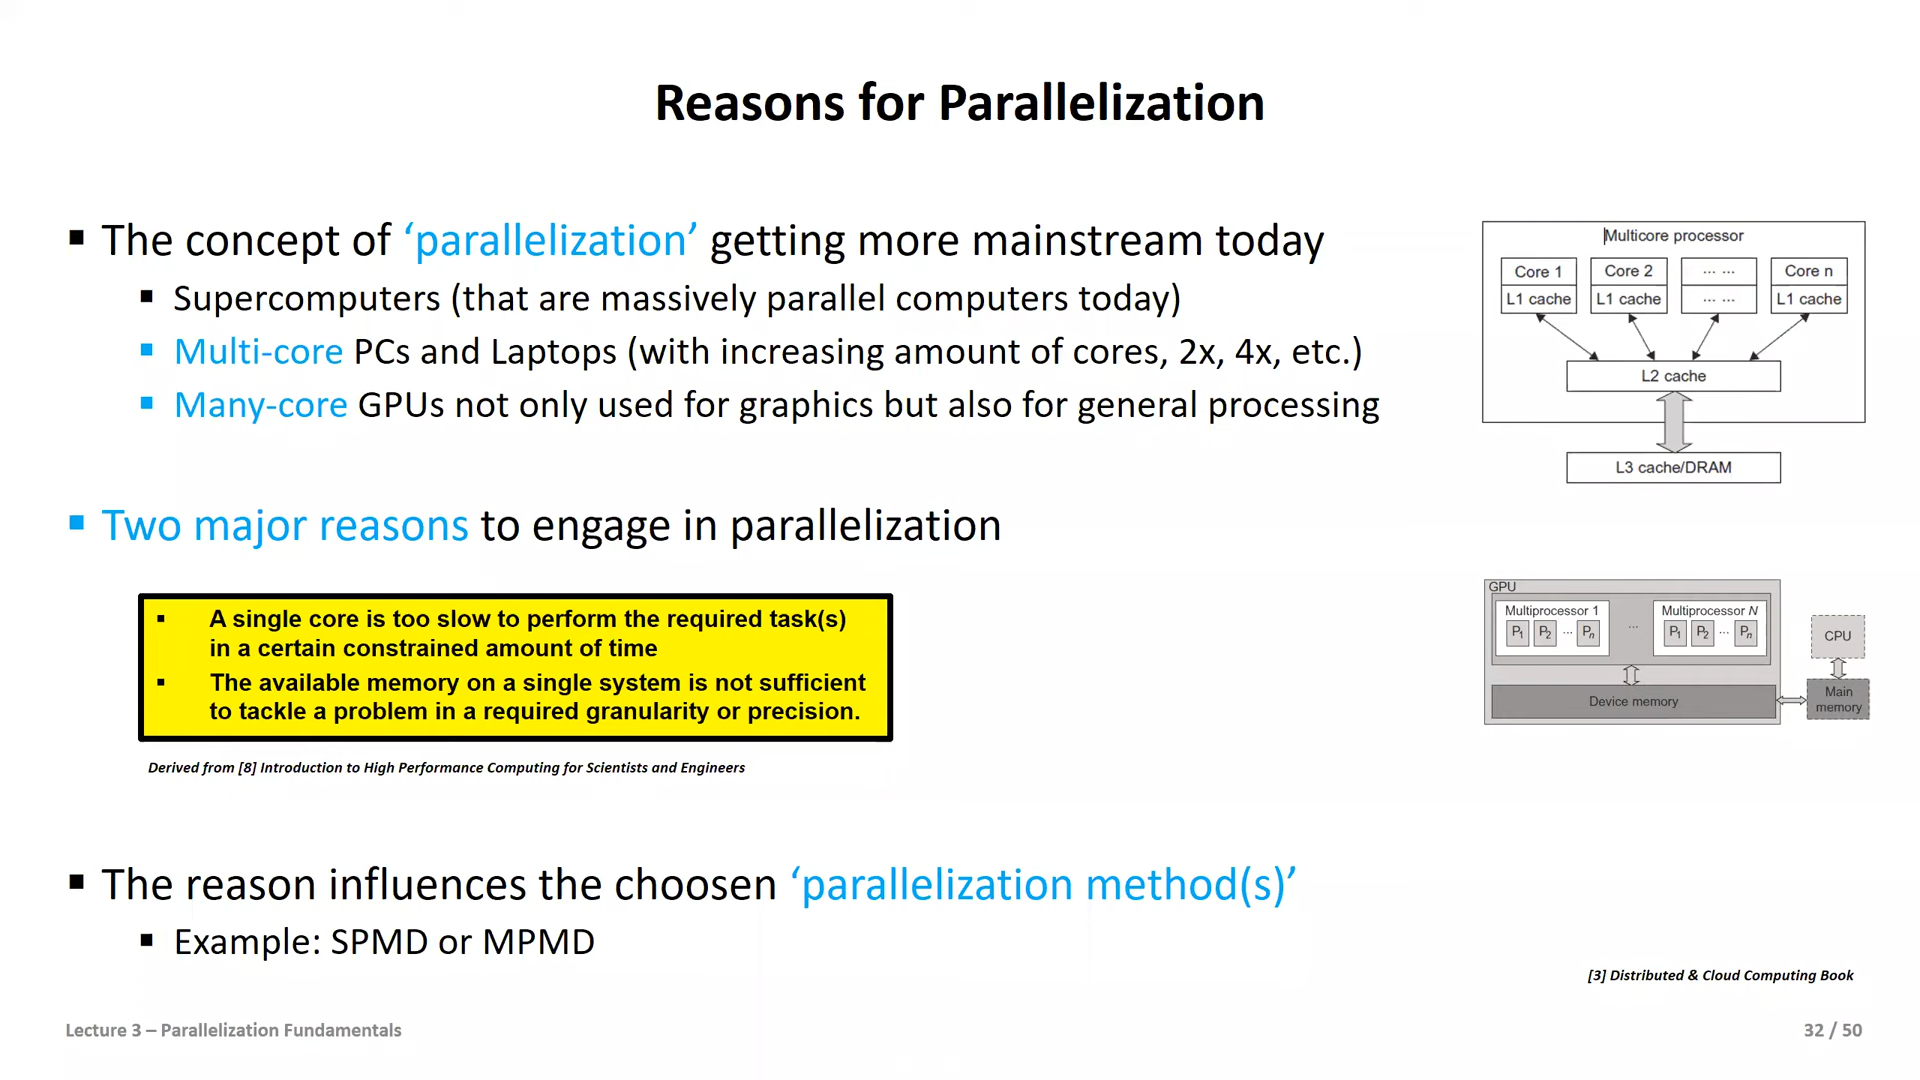 Reasons for Parallelization
▪ The concept of ‘parallelization’ getting more mainstream today
▪ Supercomputers (that are massively parallel computers today)
▪ Multi-core PCs and Laptops (with increasing amount of cores, 2x, 4x, etc.)
▪ Many-core GPUs not only used for graphics but also for general processing
Multicore processor
Core 1 Core 2 ... ... Core n
L1 cache L1 cache ... ... L1 cache
L2 cache
L3 cache/DRAM
▪ Two major reasons to engage in parallelization
▪ A single core is too slow to perform the required task(s)
in a certain constrained amount of time
▪ The available memory on a single system is not sufficient
to tackle a problem in a required granularity or precision.
Derived from [8] Introduction to High Performance Computing for Scientists and Engineers
GPU
Multiprocessor 1 ... Multiprocessor N
P1 P2 ... Pn P1 P2 ... Pn
CPU
Device memory
Main
memory
▪ The reason influences the choosen ‘parallelization method(s)’
▪ Example: SPMD or MPMD
[3] Distributed & Cloud Computing Book
Lecture 3 – Parallelization Fundamentals
32 / 50